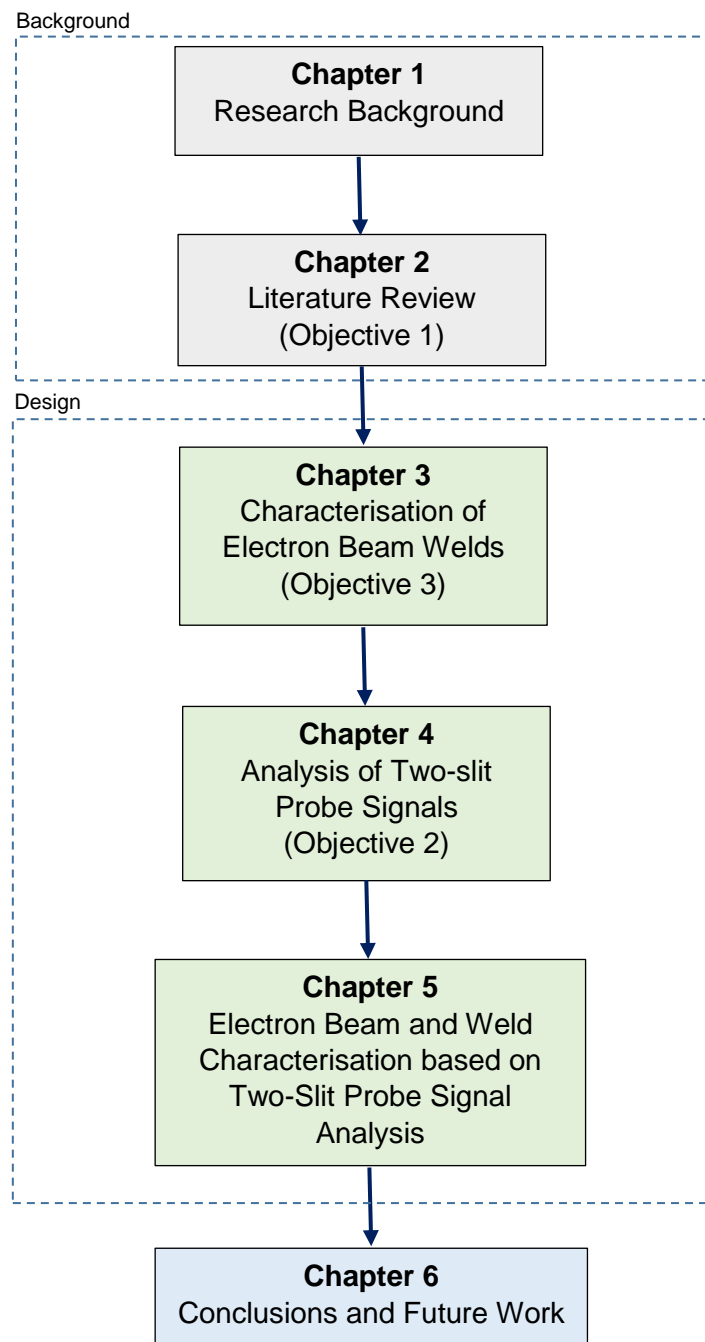 Background
Chapter 1
Research Background
Chapter 2
Literature Review
(Objective 1)
Design
Chapter 3
Characterisation of
Electron Beam Welds
(Objective 3)
Chapter 4
Analysis of Two-slit
Probe Signals
(Objective 2)
Chapter 5
Electron Beam and Weld
Characterisation based on
Two-Slit Probe Signal
Analysis
Chapter 6
Conclusions and Future Work